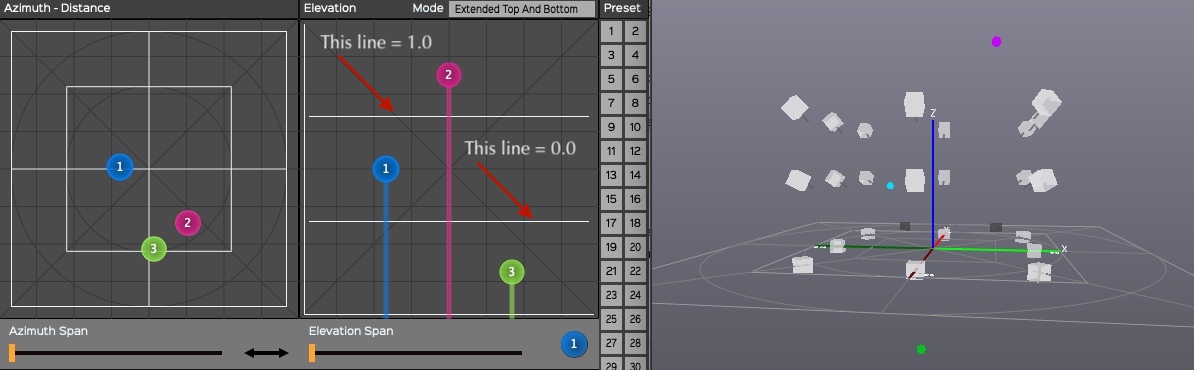 Azimuth - Distance
Elevation
Mode
Extended Top And Bottom
Preset
This line = 1.0
This line = 0.0
1
2
3
1
2
3
1 2
3 4
5 6
7 8
9 10
11 12
13 14
15 16
17 18
19 20
21 22
23 24
25 26
27 28
29 30
Azimuth Span
Elevation Span
1
Z
X